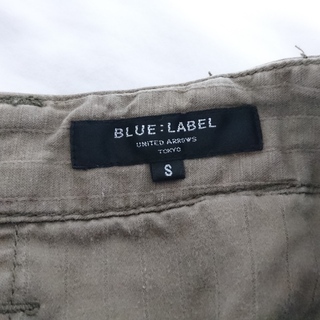 BLUE:LABEL
UNITED ARROWS
TOKYO
S